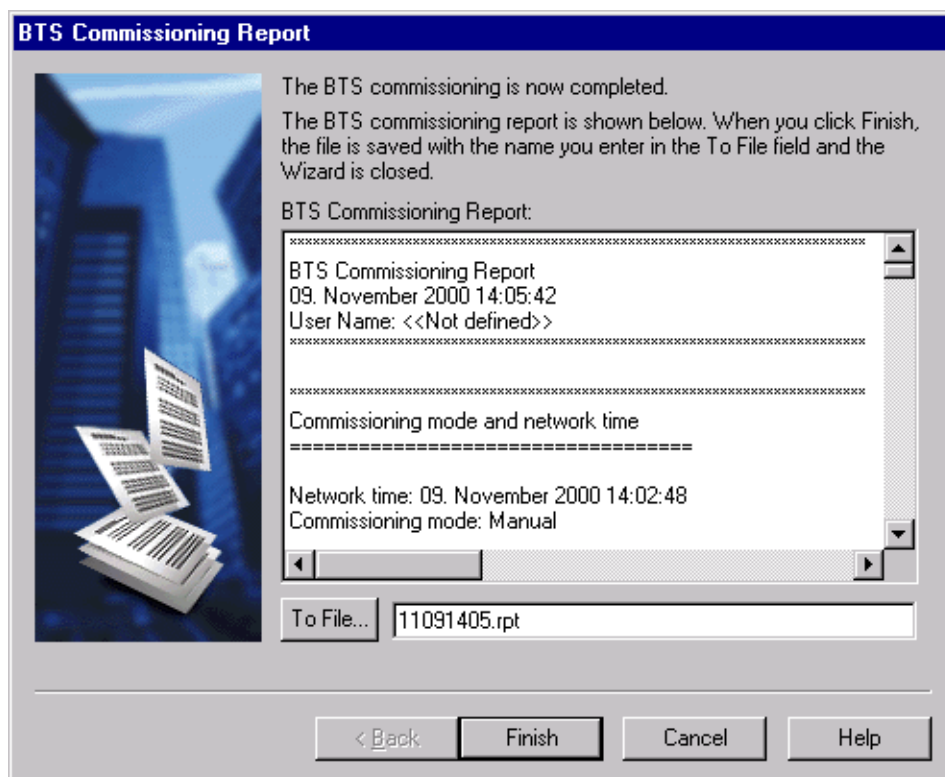 BTS Commissioning Report
The BTS commissioning is now completed.
The BTS commissioning report is shown below. When you click Finish,
the file is saved with the name you enter in the To File field and the
Wizard is closed.
BTS Commissioning Report:
BTS Commissioning Report
09. November 2000 14:05:42
User Name: <<Not defined>>
Commissioning mode and network time
===================================
Network time: 09. November 2000 14:02:48
Commissioning mode: Manual
To File...
11091405.rpt
< Back
Finish
Cancel
Help